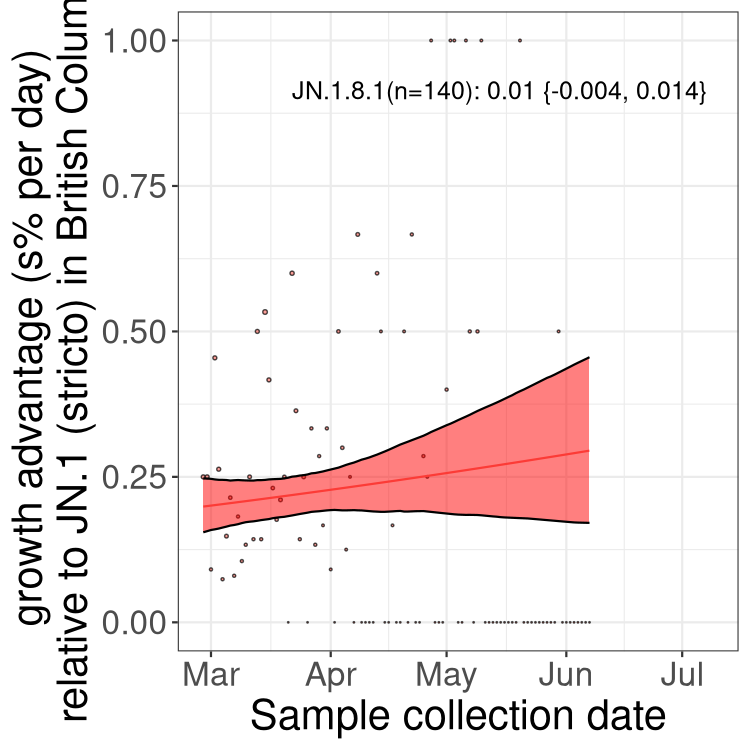 growth advantage (s% per day)
relative to JN.1 (stricto) in British Colum
1.00
0.75
0.50
0.25
0.00
JN.1.8.1(n=140): 0.01 {-0.004, 0.014}
Mar Apr May Jun Jul
Sample collection date